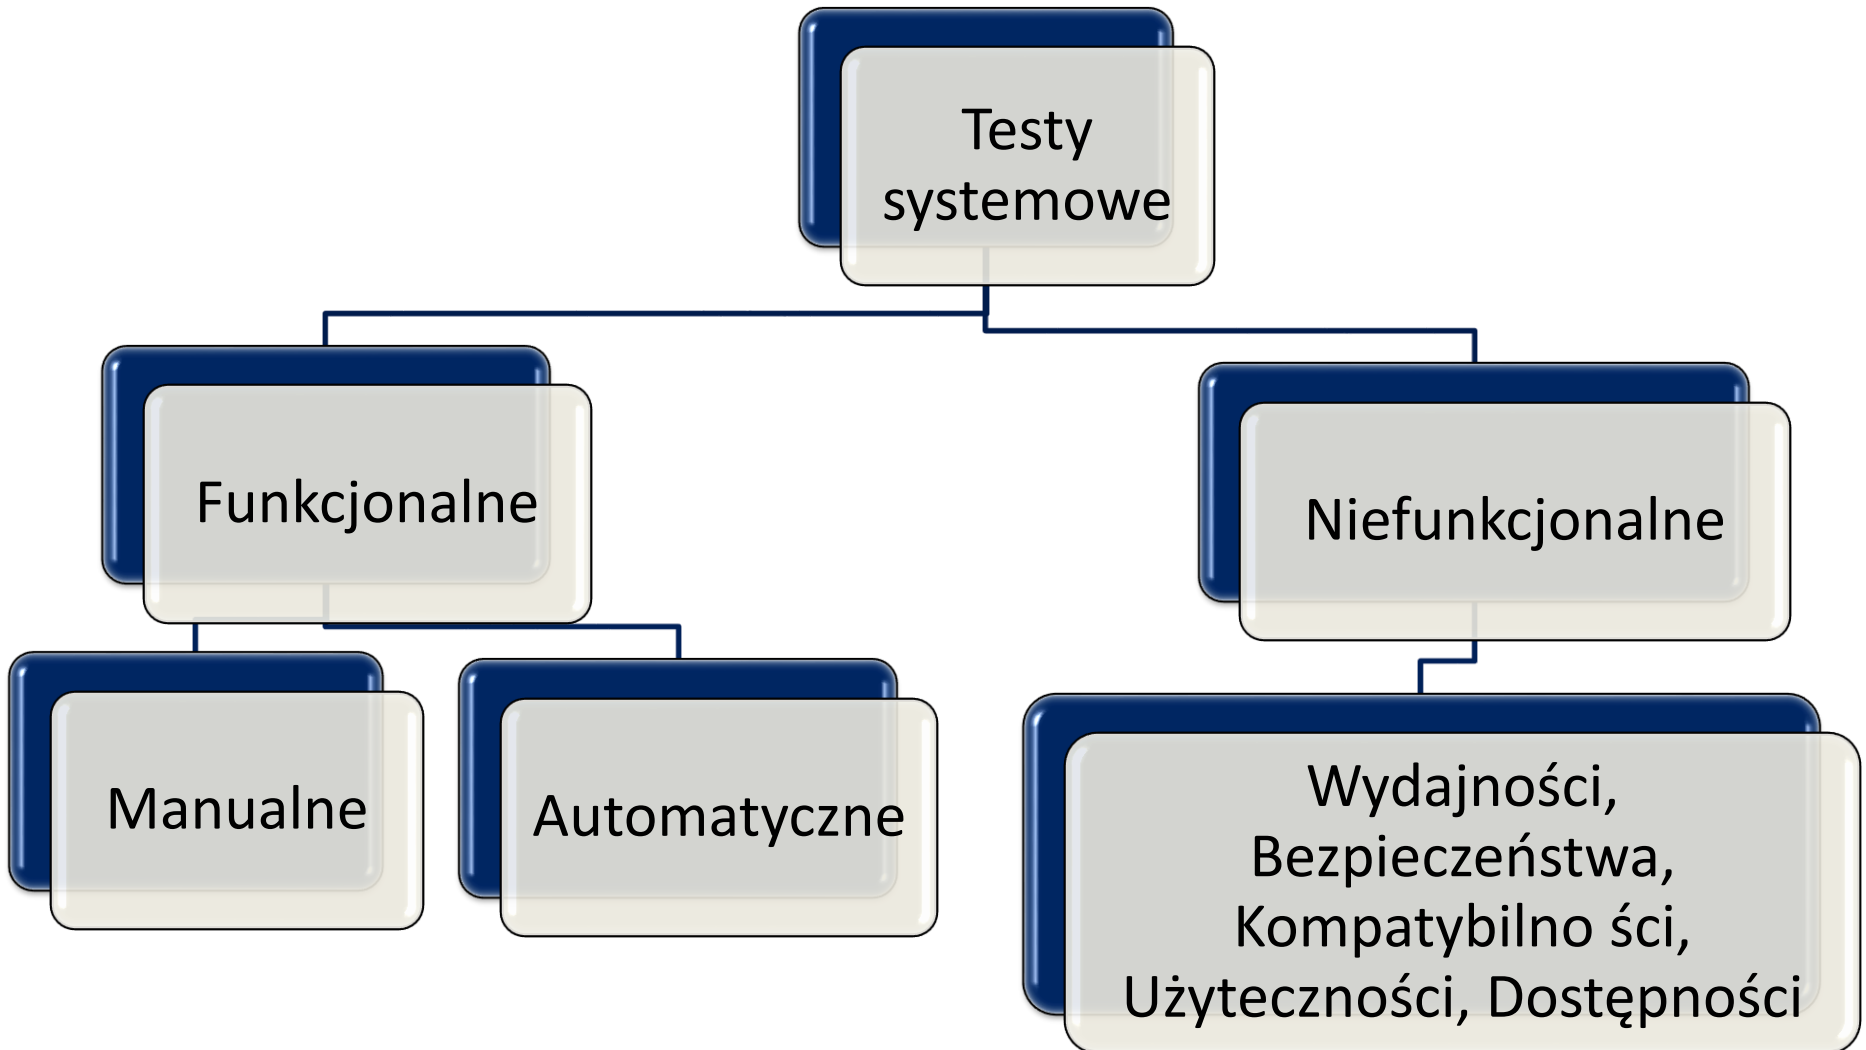 Testy
systemowe
Funkcjonalne
Niefunkcjonalne
Manualne
Automatyczne
Wydajności,
Bezpieczeństwa,
Kompatybilno ści,
Użyteczności, Dostępności